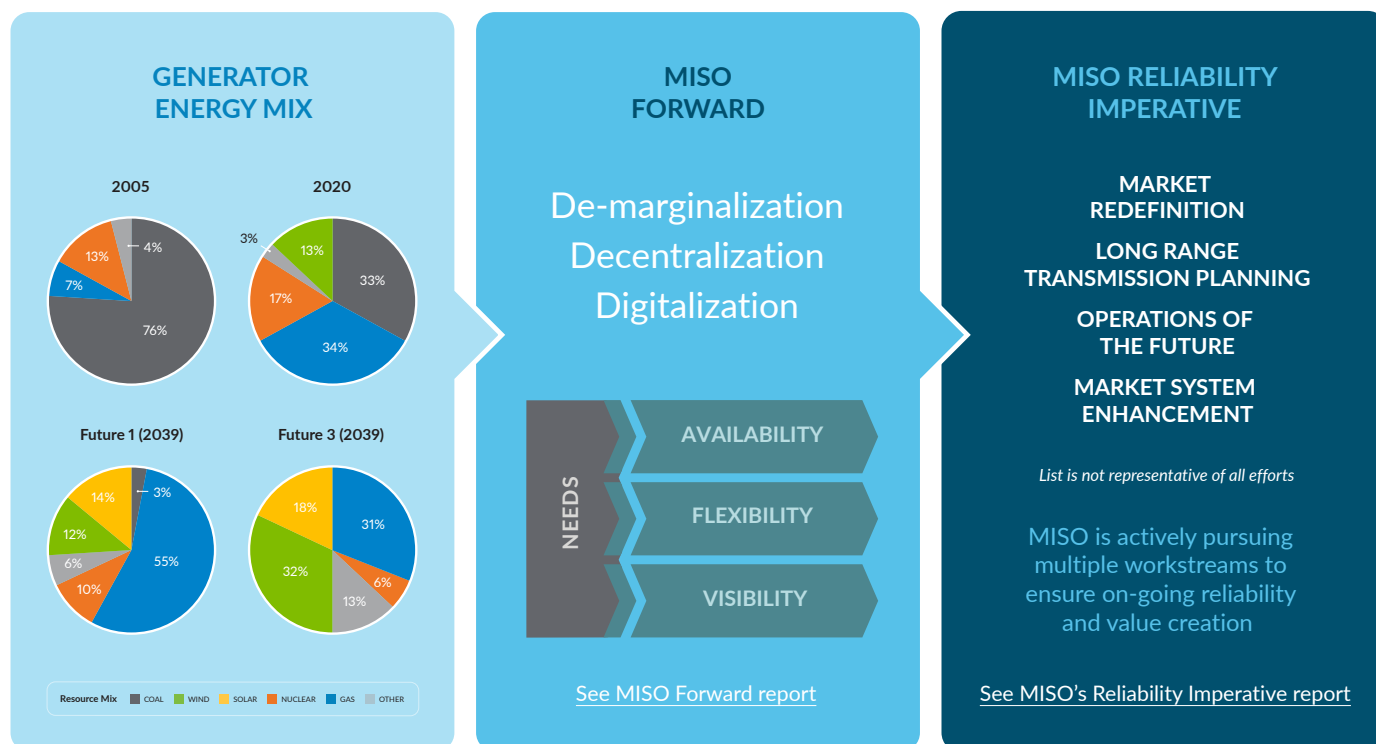 GENERATOR
ENERGY MIX
2005
4%
13%
7%
76%
2020
3%
13%
33%
17%
34%
Future 1 (2039)
14%
3%
12%
6%
55%
10%
Future 3 (2039)
18%
31%
32%
6%
13%
Resource Mix COAL WIND SOLAR NUCLEAR GAS OTHER
MISO
FORWARD
De-marginalization
Decentralization
Digitalization
NEEDS
AVAILABILITY
FLEXIBILITY
VISIBILITY
See MISO Forward report
MISO RELIABILITY
IMPERATIVE
MARKET
REDEFINITION
LONG RANGE
TRANSMISSION PLANNING
OPERATIONS OF
THE FUTURE
MARKET SYSTEM
ENHANCEMENT
List is not representative of all efforts
MISO is actively pursuing
multiple workstreams to
ensure on-going reliability
and value creation
See MISO’s Reliability Imperative report